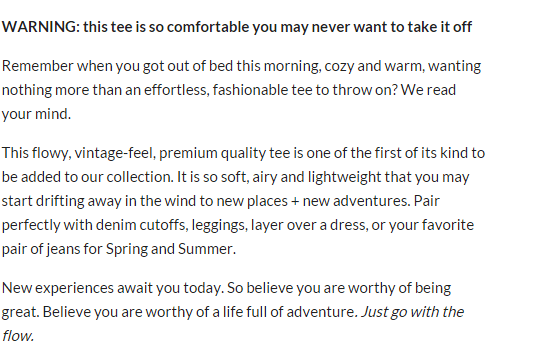 WARNING: this tee is so comfortable you may never want to take it off
Remember when you got out of bed this morning, cozy and warm, wanting
nothing more than an effortless, fashionable tee to throw on? We read
your mind.
This flowy, vintage-feel, premium quality tee is one of the first of its kind to
be added to our collection. It is so soft, airy and lightweight that you may
start drifting away in the wind to new places + new adventures. Pair
perfectly with denim cutoffs, leggings, layer over a dress, or your favorite
pair of jeans for Spring and Summer.
New experiences await you today. So believe you are worthy of being
great. Believe you are worthy of a life full of adventure. Just go with the
flow.